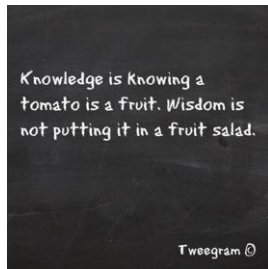 Knowledge is knowing a
tomato is a fruit. Wisdom is
not putting it in a fruit salad.
Tweegram ©